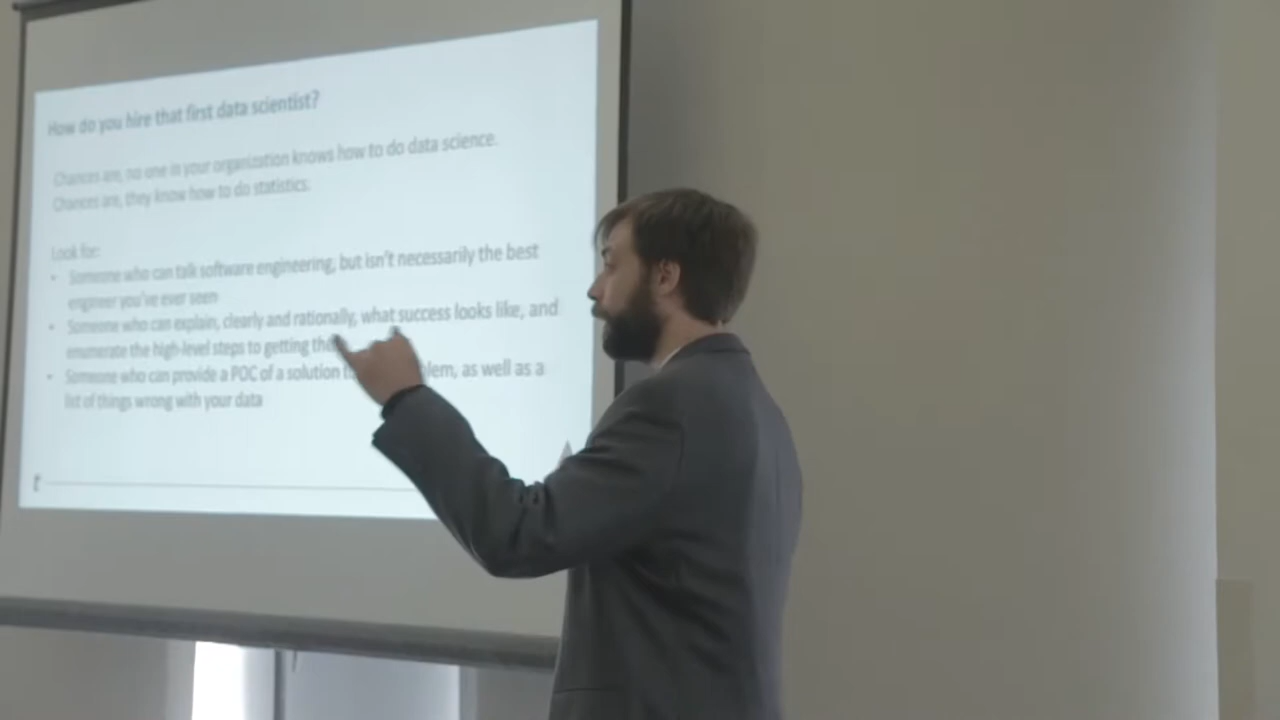 How do you hire that first data scientist?
Chances are, no one in your organization knows how to do data science.
Chances are, they know how to do statistics.
Look for:
• Someone who can talk software engineering, but isn't necessarily the best
engineer you've ever seen
• Someone who can explain, clearly and rationally, what success looks like, and
enumerate the high-level steps to getting
• Someone who can provide a POC of a solution as well as a
list of things wrong with your data
t